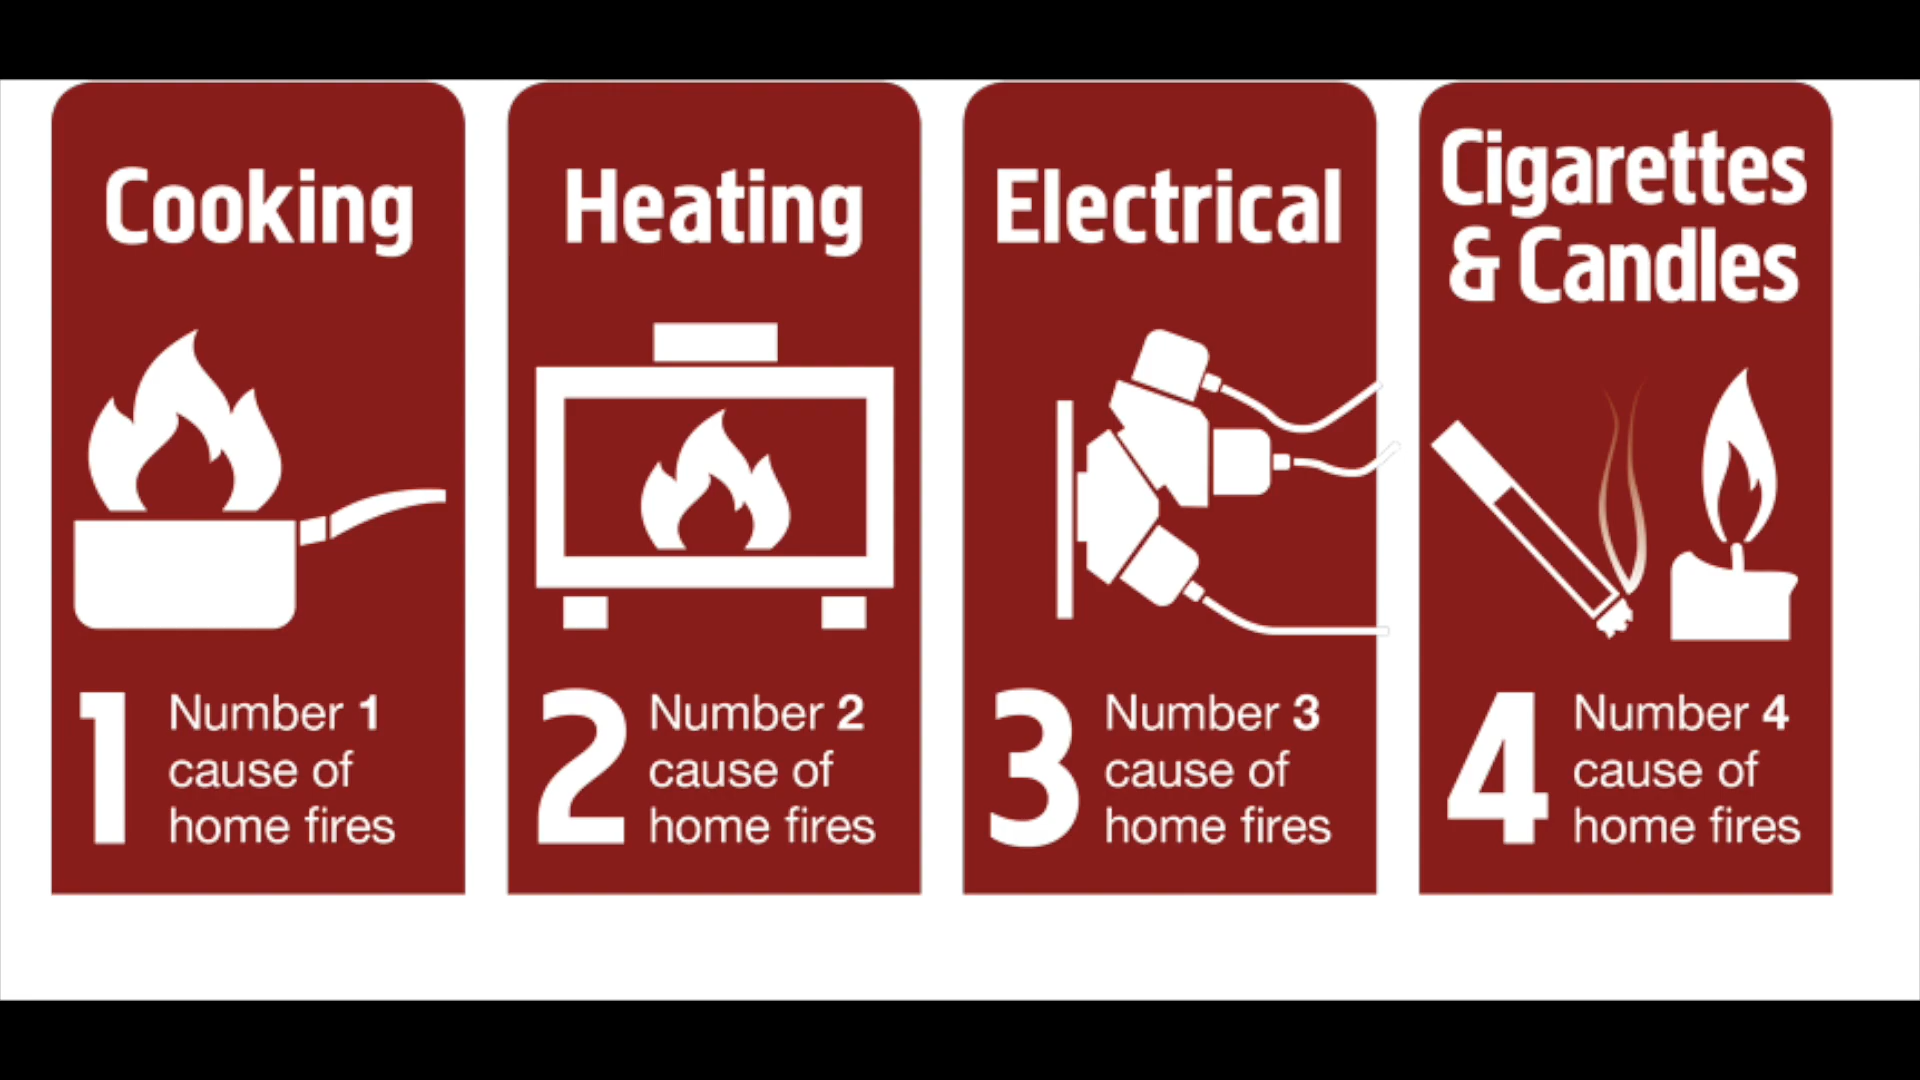 Cooking
1
Number 1
cause of
home fires
Heating
2
Number 2
cause of
home fires
Electrical
3
Number 3
cause of
home fires
Cigarettes
& Candles
4
Number 4
cause of
home fires